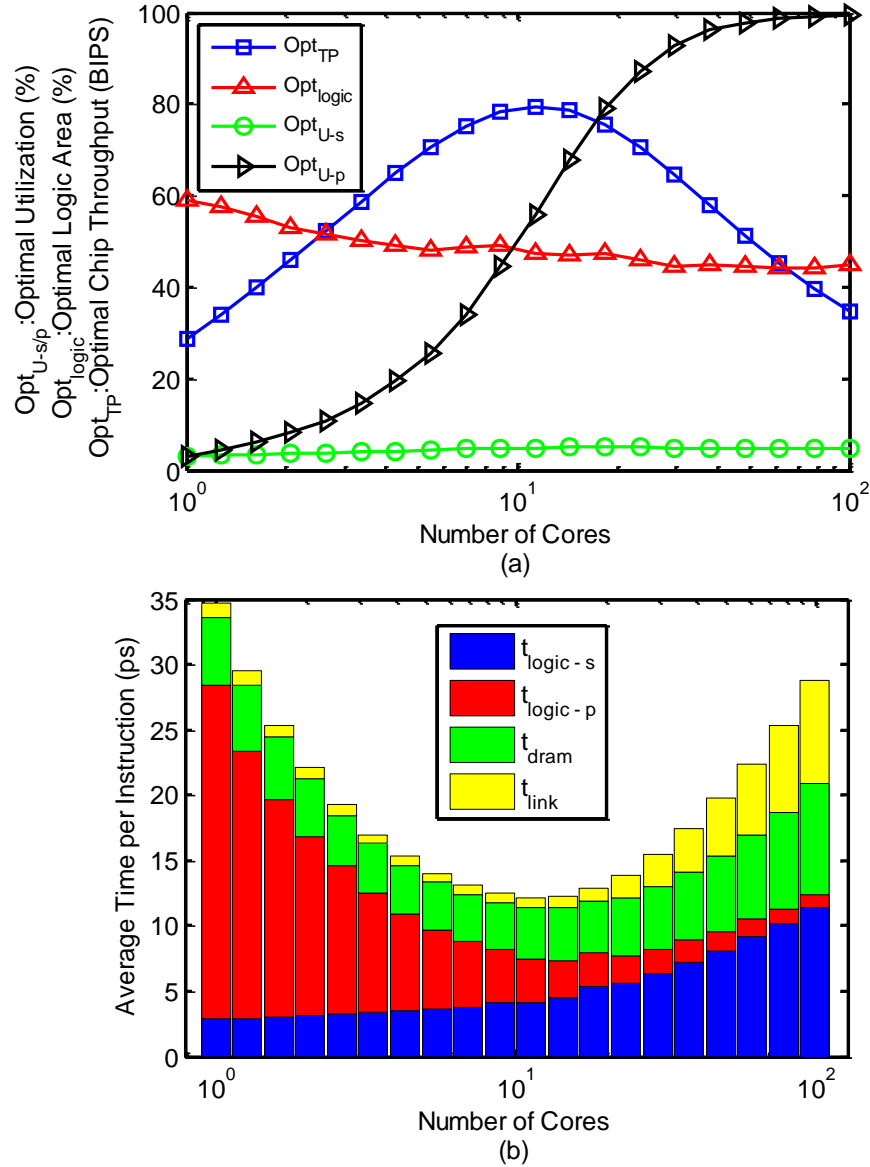 100
80
60
40
20
0
Opt_U-s/p:Optimal Utilization (%)
Opt_logic:Optimal Logic Area (%)
Opt_TP:Optimal Chip Throughput (BIPS)
Opt_TP
Opt_logic
Opt_U-s
Opt_U-p
10^0
10^1
10^2
Number of Cores
(a)
35
30
25
20
15
10
5
0
Average Time per Instruction (ps)
t_logic - s
t_logic - p
t_dram
t_link
10^0
10^1
10^2
Number of Cores
(b)